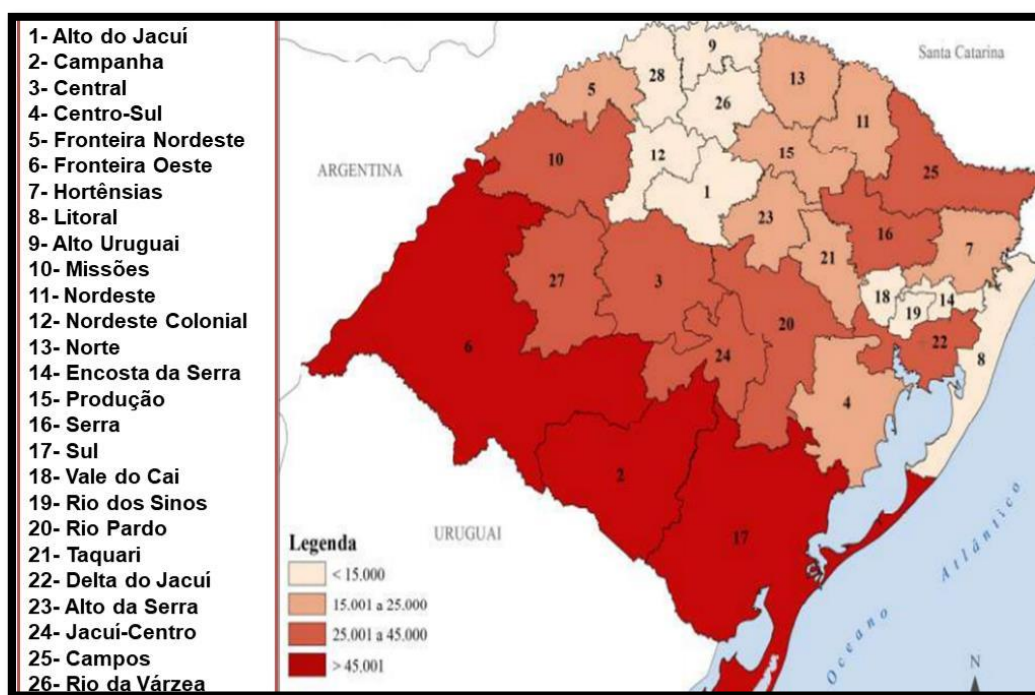 1- Alto do Jacuí
2- Campanha
3- Central
4- Centro-Sul
5- Fronteira Nordeste
6- Fronteira Oeste
7- Hortênsias
8- Litoral
9- Alto Uruguai
10- Missões
11- Nordeste
12- Nordeste Colonial
13- Norte
14- Encosta da Serra
15- Produção
16- Serra
17- Sul
18- Vale do Cai
19- Rio dos Sinos
20- Rio Pardo
21- Taquari
22- Delta do Jacuí
23- Alto da Serra
24- Jacuí-Centro
25- Campos
26- Rio da Várzea
Santa Catarina
ARGENTINA
9
28
13
5
26
11
12
15
10
25
1
23
16
7
21
27
3
18
14
19
20
22
6
24
8
4
2
URUGUAI
17
Oceano Atlântico
Legenda
< 15.000
15.001 a 25.000
25.001 a 45.000
> 45.001
N